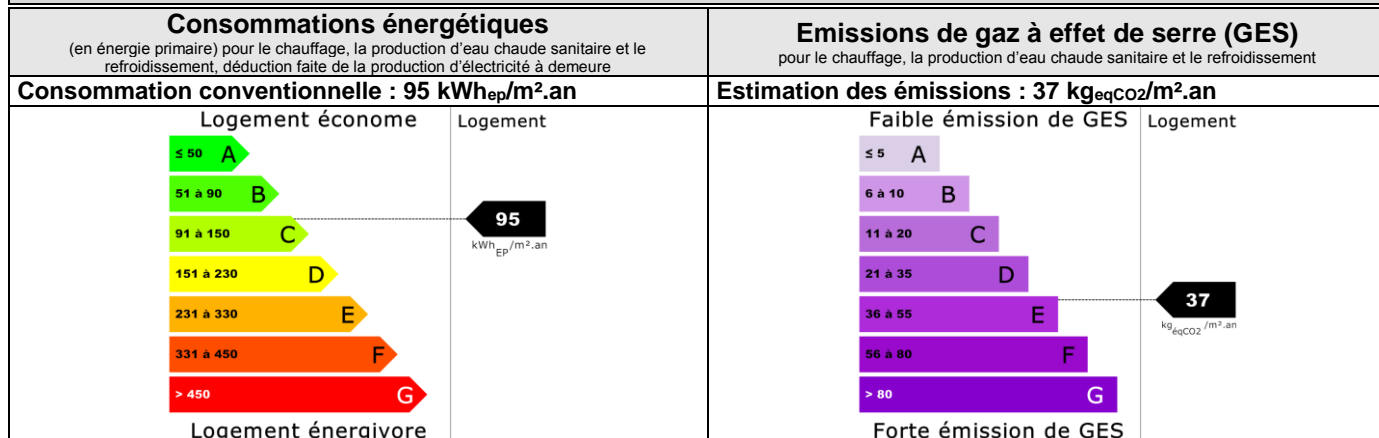 Consommations énergétiques
(en énergie primaire) pour le chauffage, la production d'eau chaude sanitaire et le
refroidissement, déduction faite de la production d'électricité à demeure
Consommation conventionnelle : 95 kWhep/m².an
Logement économe
Logement
≤ 50 A
51 à 90 B
91 à 150 C
151 à 230 D
231 à 330 E
331 à 450 F
> 450 G
95
kWhEP/m².an
Logement énergivore
Emissions de gaz à effet de serre (GES)
pour le chauffage, la production d'eau chaude sanitaire et le refroidissement
Estimation des émissions : 37 kgeqCO2/m².an
Faible émission de GES
Logement
≤ 5 A
6 à 10 B
11 à 20 C
21 à 35 D
36 à 55 E
56 à 80 F
> 80 G
37
kgéqCO2/m².an
Forte émission de GES